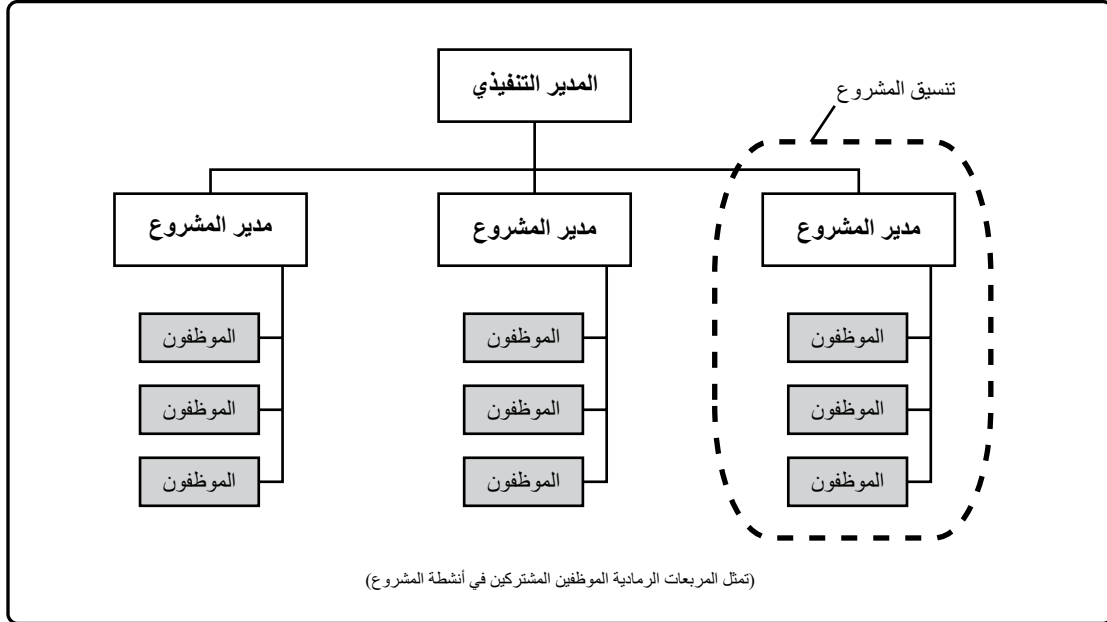 المدير التنفيذي
تنسيق المشروع
مدير المشروع
مدير المشروع
مدير المشروع
الموظفون
الموظفون
الموظفون
الموظفون
الموظفون
الموظفون
الموظفون
الموظفون
الموظفون
(تمثل المربعات الرمادية الموظفين المشتركين في أنشطة المشروع)